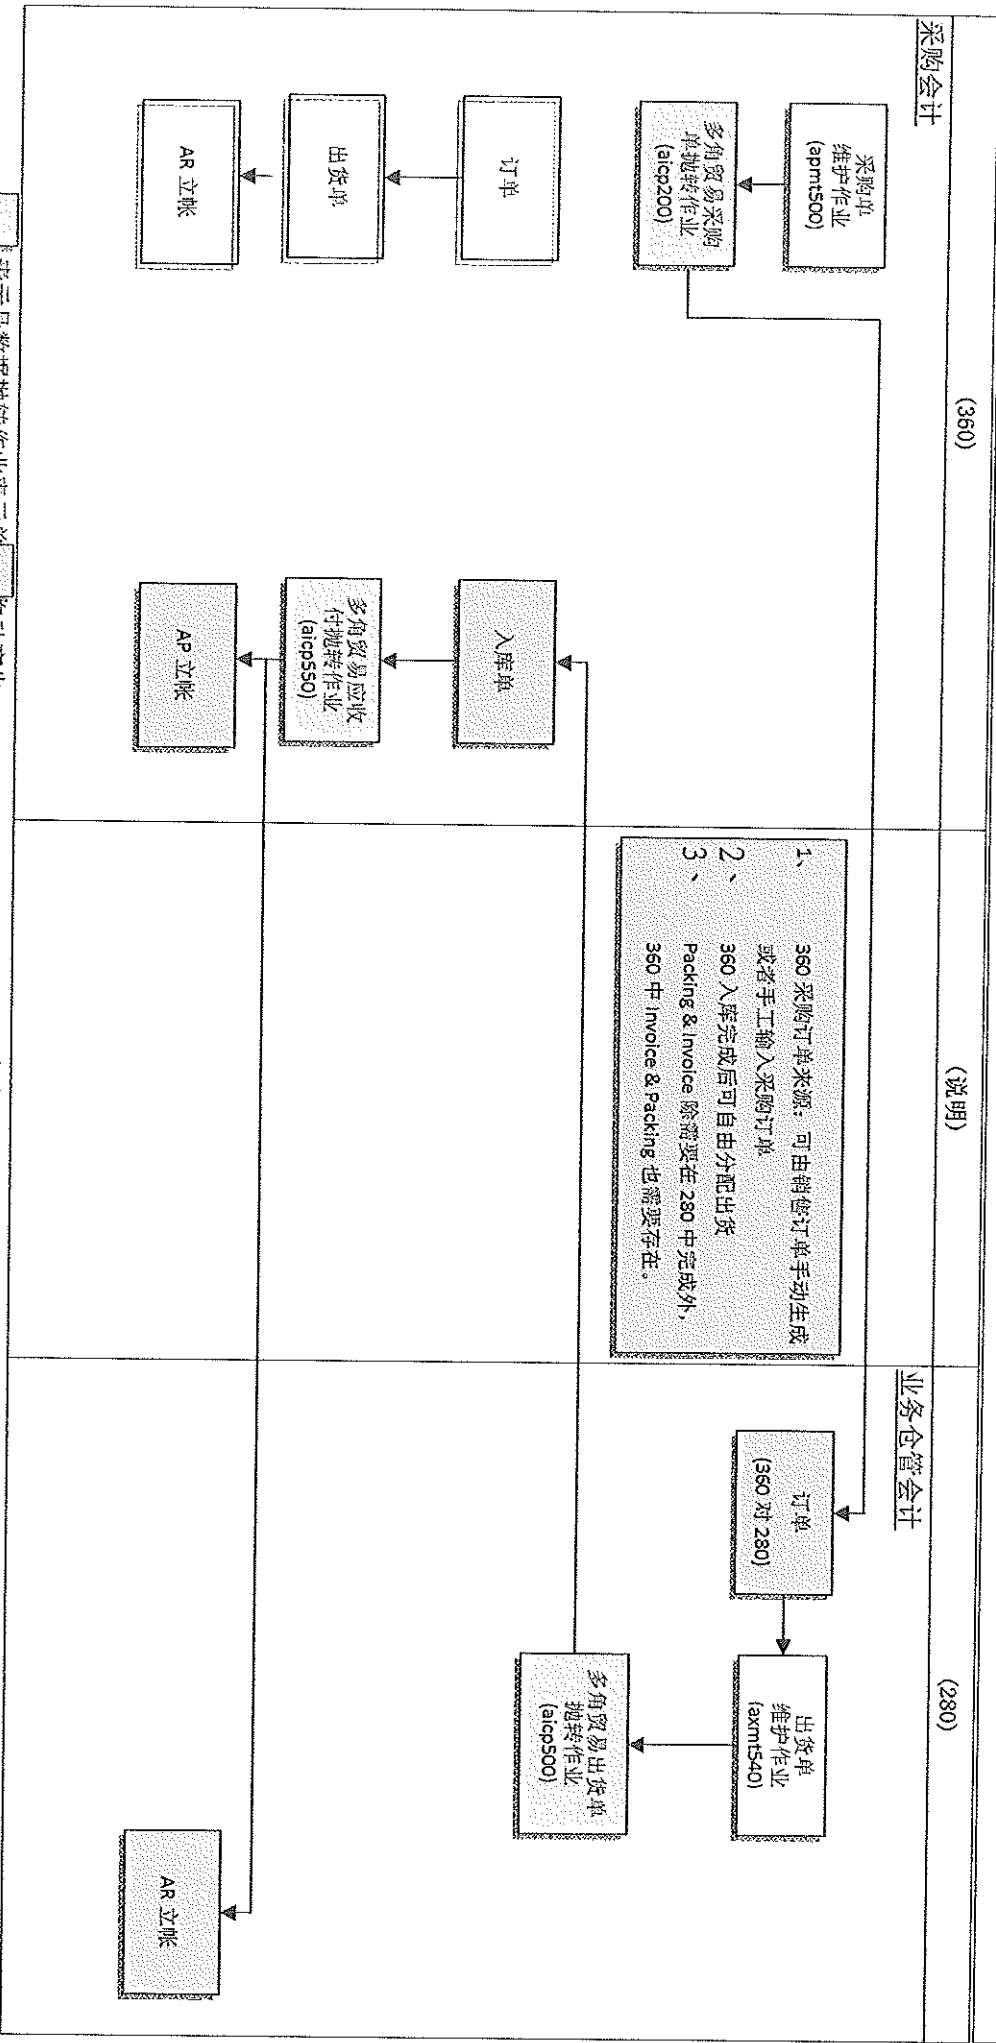 (360)
(说明)
(280)
采购会计
业务仓管会计
采购单
维护作业
(apmt500)
多角贸易采购
单抛转作业
(aicp200)
订单
出货单
AR 立帐
入库单
多角贸易应收
付抛转作业
(aicp550)
AP 立帐
1、 360 采购订单来源：可由销售订单手动生成
或者手工输入采购订单
2、 360 入库完成后可自由分配出货
3、 Packing & Invoice 除需要在 280 中完成外，
360 中 Invoice & Packing 也需要存在。
订单
(360 对 280)
出货单
维护作业
(axmt540)
多角贸易出货单
抛转作业
(aicp500)
AR 立帐